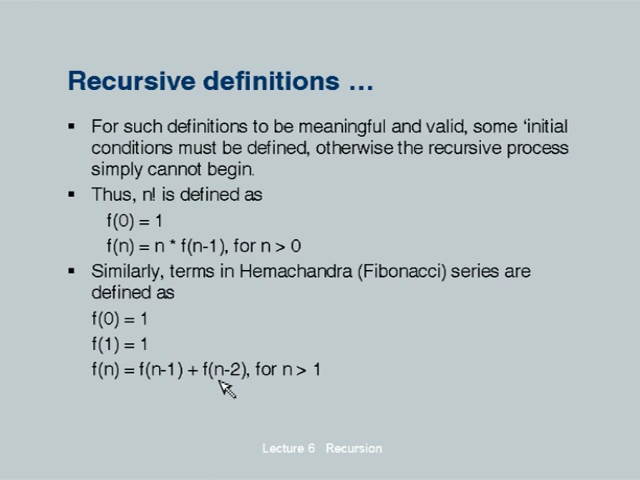 Recursive definitions …
▪ For such definitions to be meaningful and valid, some ‘initial
conditions must be defined, otherwise the recursive process
simply cannot begin.
▪ Thus, n! is defined as
f(0) = 1
f(n) = n * f(n-1), for n > 0
▪ Similarly, terms in Hemachandra (Fibonacci) series are
defined as
f(0) = 1
f(1) = 1
f(n) = f(n-1) + f(n-2), for n > 1
Lecture 6 Recursion